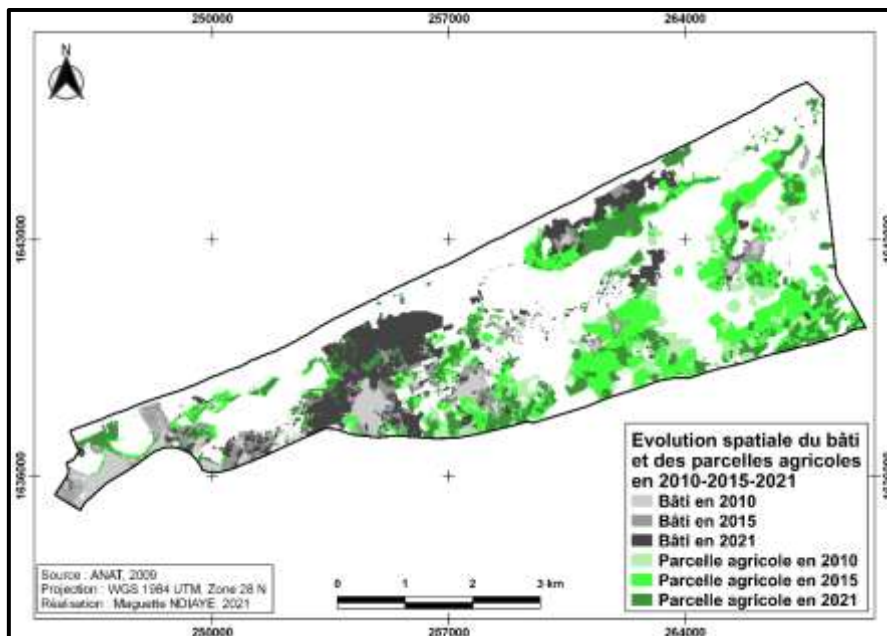 250000 257000 264000
N
1643000
1636000
Evolution spatiale du bâti
et des parcelles agricoles
en 2010-2015-2021
Bâti en 2010
Bâti en 2015
Bâti en 2021
Parcelle agricole en 2010
Parcelle agricole en 2015
Parcelle agricole en 2021
Source : ANAT, 2009
Projection : WGS 1984 UTM, Zone 28 N
Réalisation : Maguette NDIAYE, 2021
0 1 2 3 km
250000 257000 264000